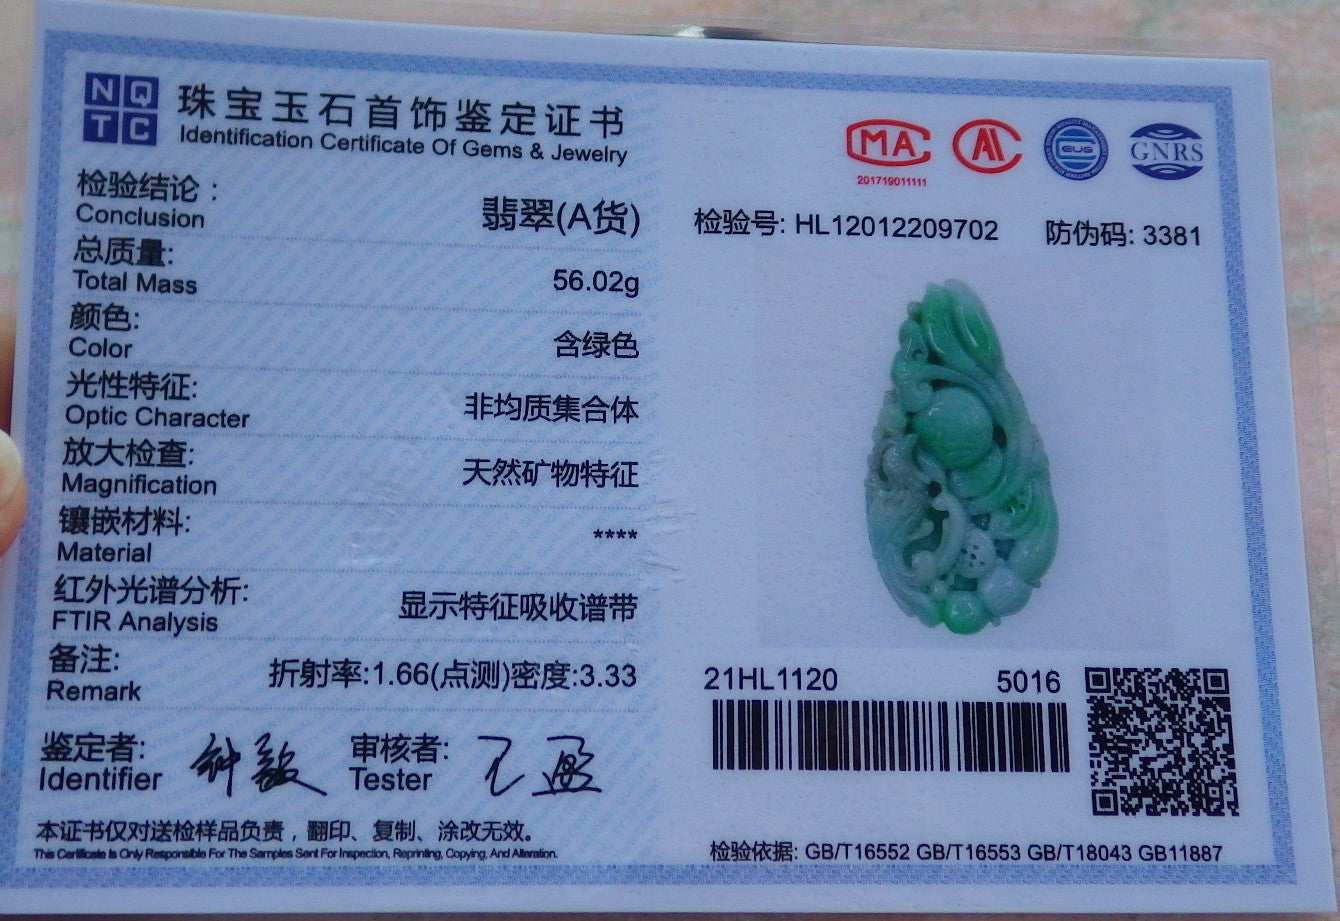 NQTC
珠宝玉石首饰鉴定证书
Identification Certificate Of Gems & Jewelry
检验结论：
Conclusion
翡翠(A货)
总质量:
Total Mass
56.02g
颜色:
Color
含绿色
光性特征:
Optic Character
非均质集合体
放大检查:
Magnification
天然矿物特征
镶嵌材料:
Material
****
红外光谱分析:
FTIR Analysis
显示特征吸收谱带
备注:
Remark
折射率:1.66(点测)密度:3.33
鉴定者:
Identifier
审核者:
Tester
本证书仅对送检样品负责，翻印、复制、涂改无效。
This Certificate is Only Responsible For The Samples Sent For Inspection, Reprinting, Copying, And Alteration.
MA
201719011111
GNRS
检验号: HL12012209702 防伪码: 3381
21HL1120 5016
检验依据: GB/T16552 GB/T16553 GB/T18043 GB11887